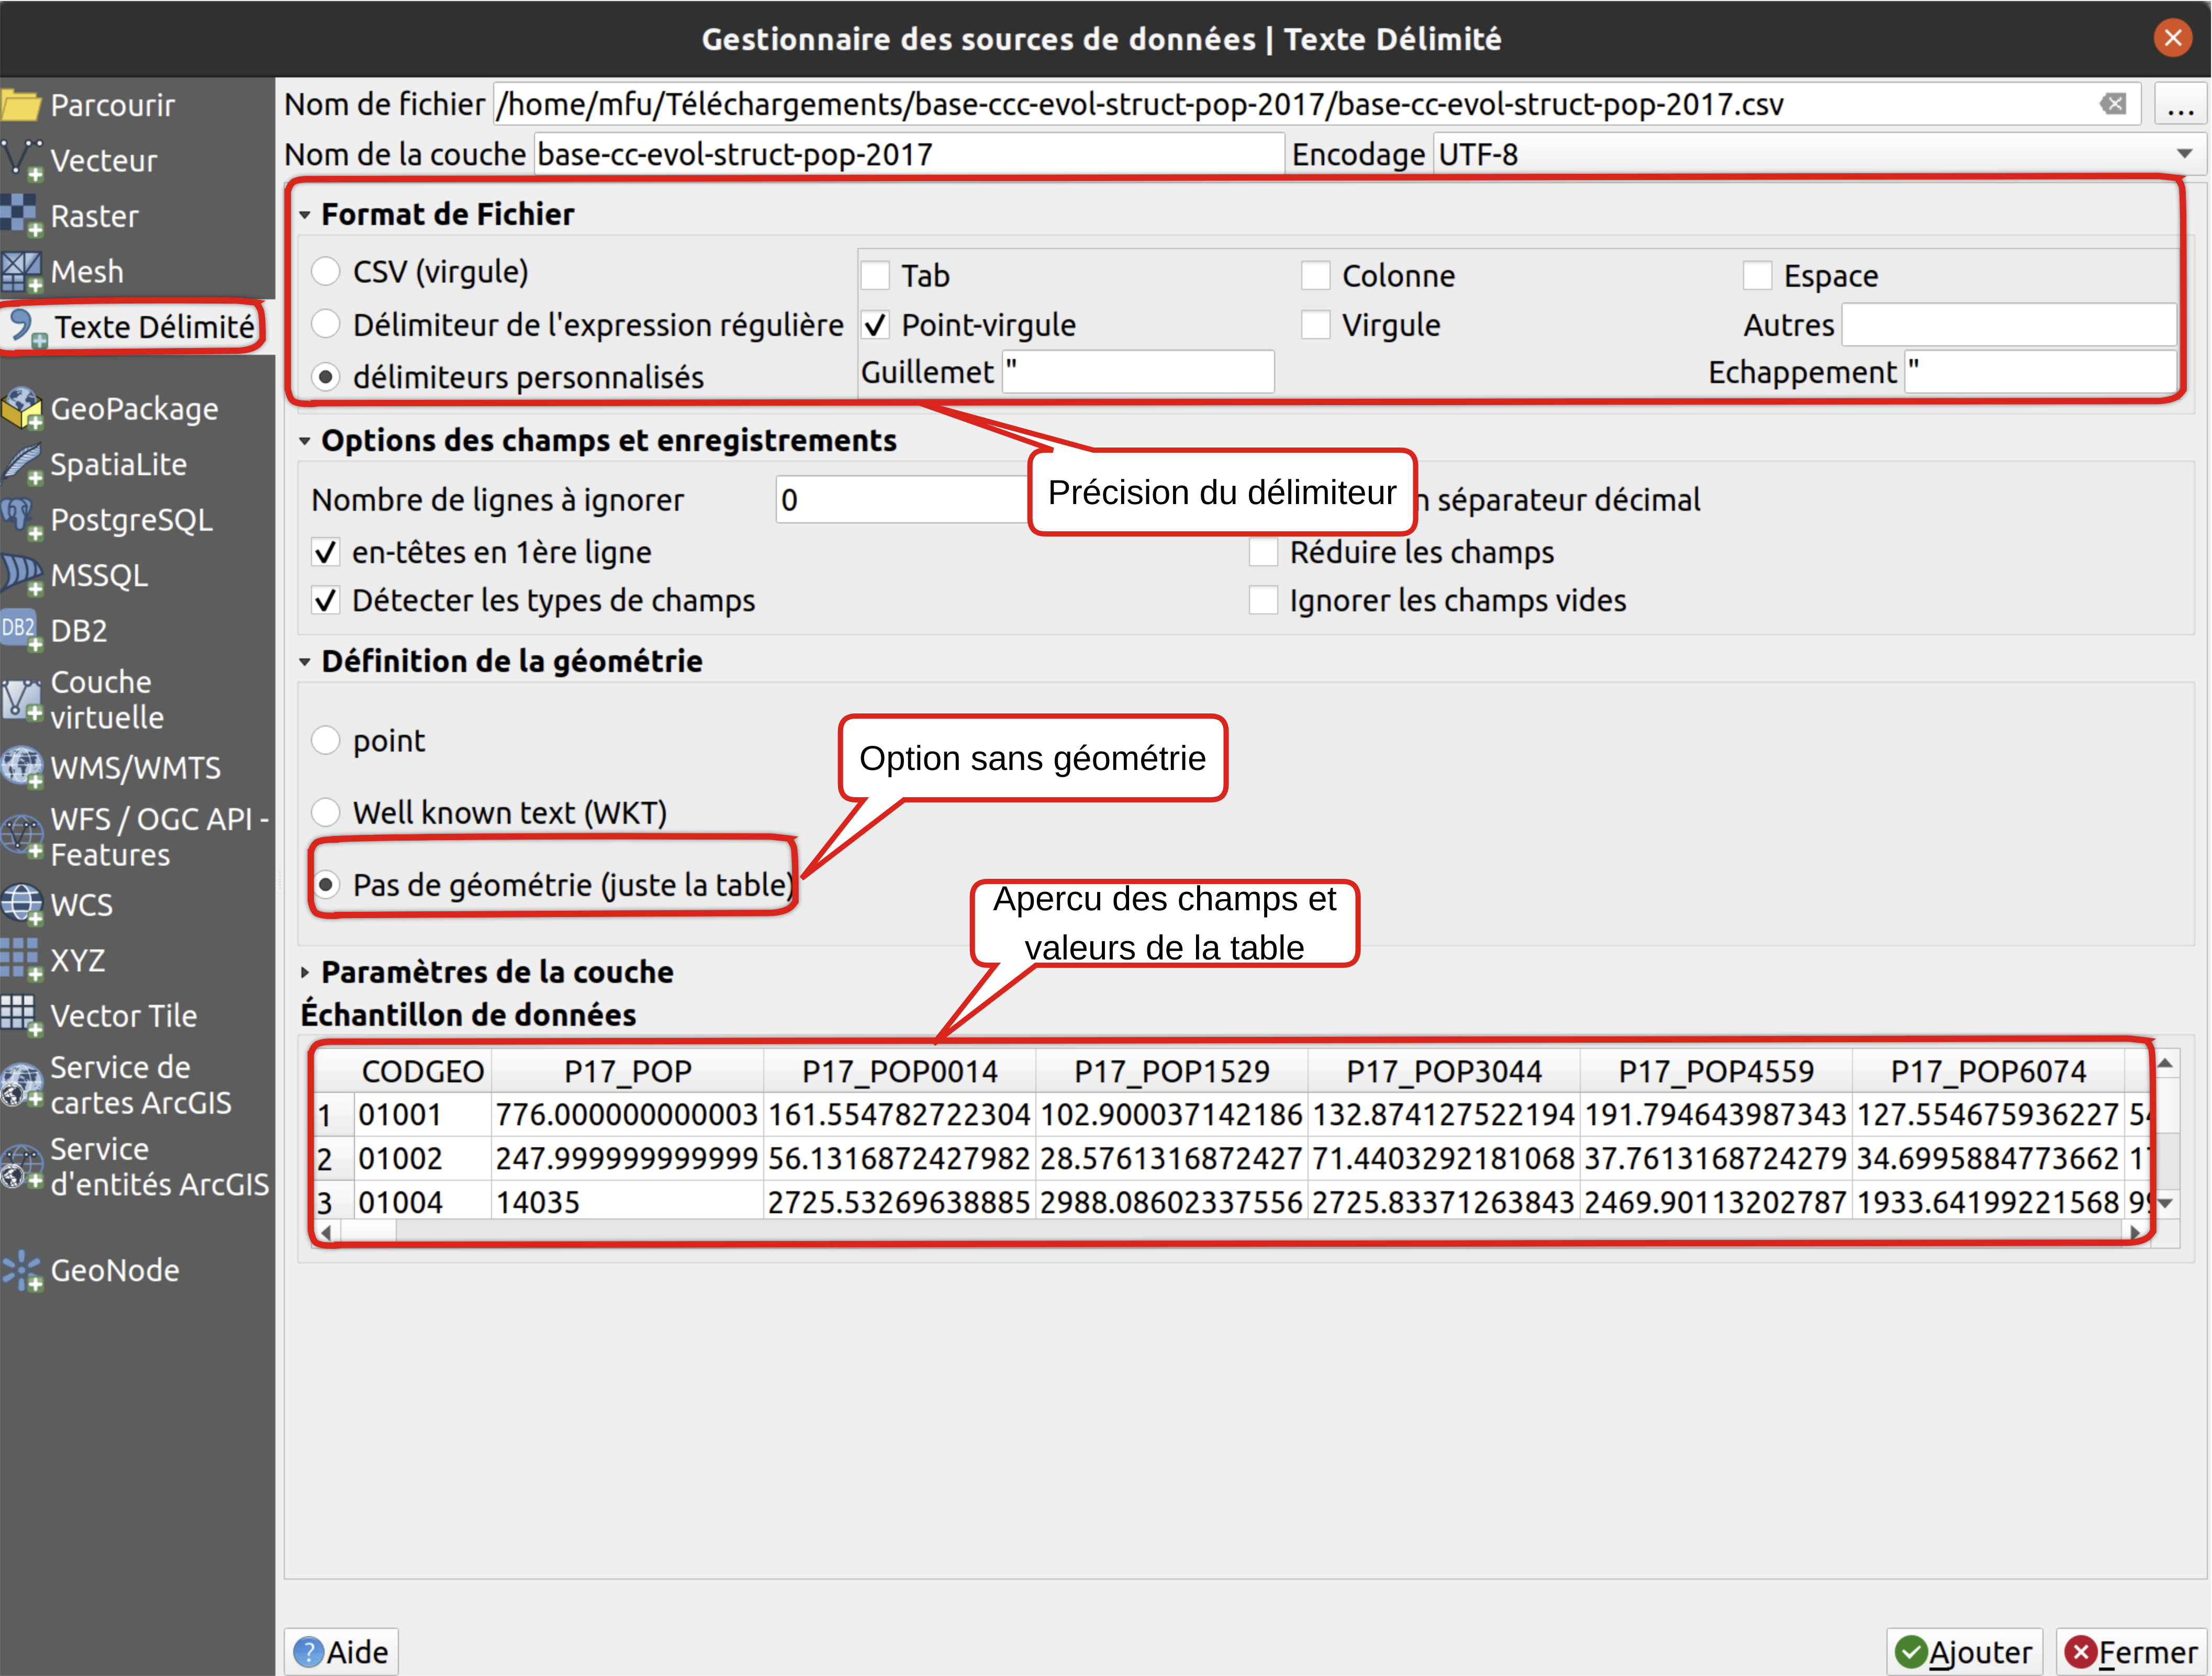 Gestionnaire des sources de données | Texte Délimité
Parcourir
Vecteur
Raster
Mesh
Texte Délimité
GeoPackage
SpatiaLite
PostgreSQL
MSSQL
DB2
DB2
Couche
virtuelle
WMS/WMTS
WFS / OGC API -
Features
WCS
XYZ
Vector Tile
Service de
cartes ArcGIS
Service
d'entités ArcGIS
GeoNode
Nom de fichier /home/mfu/Téléchargements/base-ccc-evol-struct-pop-2017/base-cc-evol-struct-pop-2017.csv ...
Nom de la couche base-cc-evol-struct-pop-2017 Encodage UTF-8
Format de Fichier
CSV (virgule) Tab Colonne Espace
Délimiteur de l'expression régulière Point-virgule Virgule Autres
délimiteurs personnalisés Guillemet " Echappement "
Options des champs et enregistrements
Précision du délimiteur
Nombre de lignes à ignorer 0 séparateur décimal
en-têtes en 1ère ligne Réduire les champs
Détecter les types de champs Ignorer les champs vides
Définition de la géométrie
point
Option sans géométrie
Well known text (WKT)
Pas de géométrie (juste la table)
Apercu des champs et
valeurs de la table
Paramètres de la couche
Échantillon de données
CODGEO P17_POP P17_POP0014 P17_POP1529 P17_POP3044 P17_POP4559 P17_POP6074
1 01001 776.000000000003 161.554782722304 102.900037142186 132.874127522194 191.794643987343 127.554675936227
2 01002 247.999999999999 56.1316872427982 28.5761316872427 71.4403292181068 37.7613168724279 34.6995884773662
3 01004 14035 2725.53269638885 2988.08602337556 2725.83371263843 2469.90113202787 1933.64199221568
Aide Ajouter Fermer